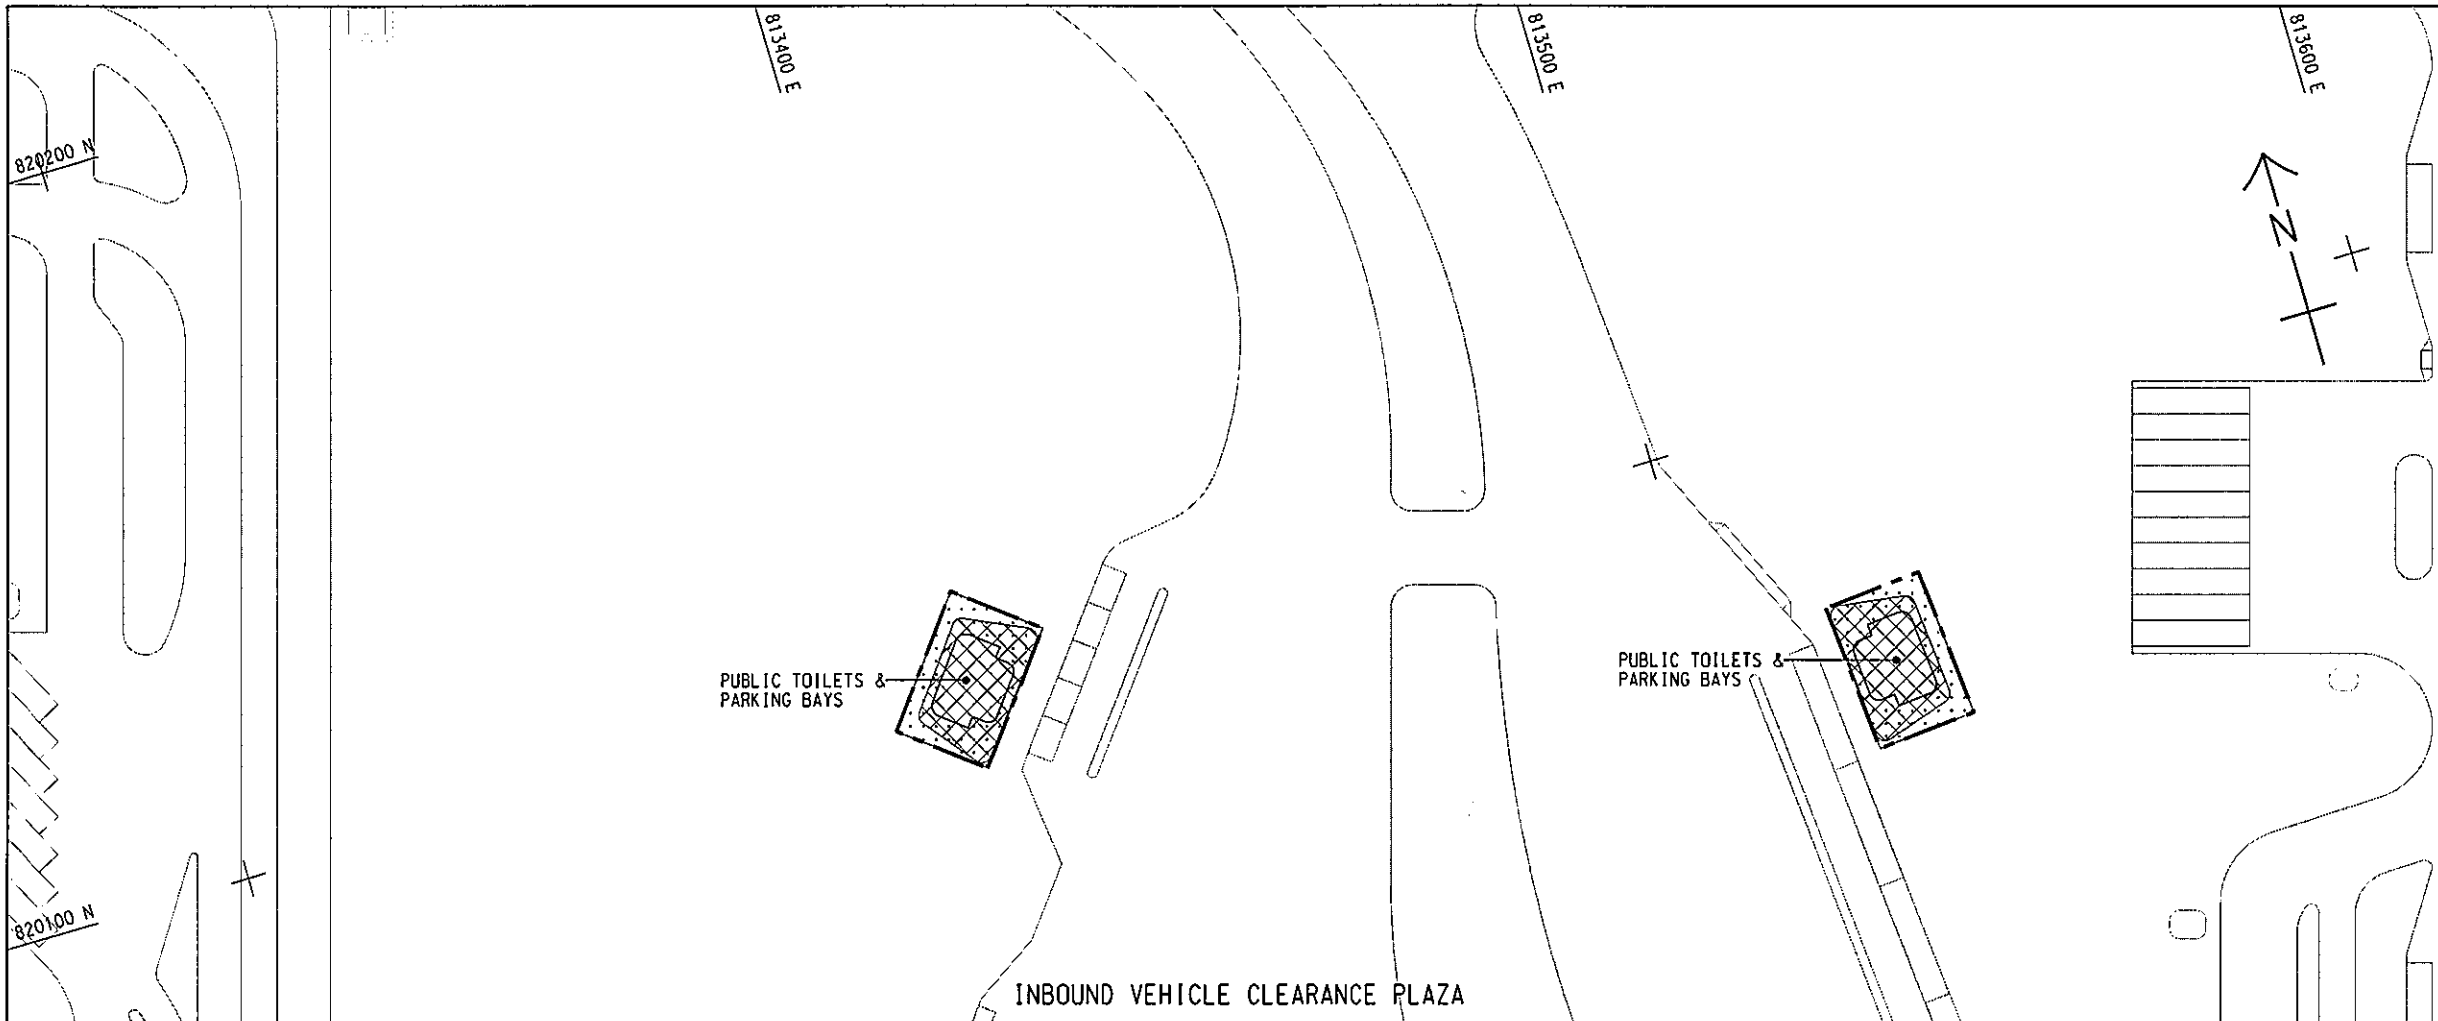 813400 E
813500 E
813600 E
820200 N
N
PUBLIC TOILETS &
PARKING BAYS
PUBLIC TOILETS &
PARKING BAYS
820100 N
INBOUND VEHICLE CLEARANCE PLAZA